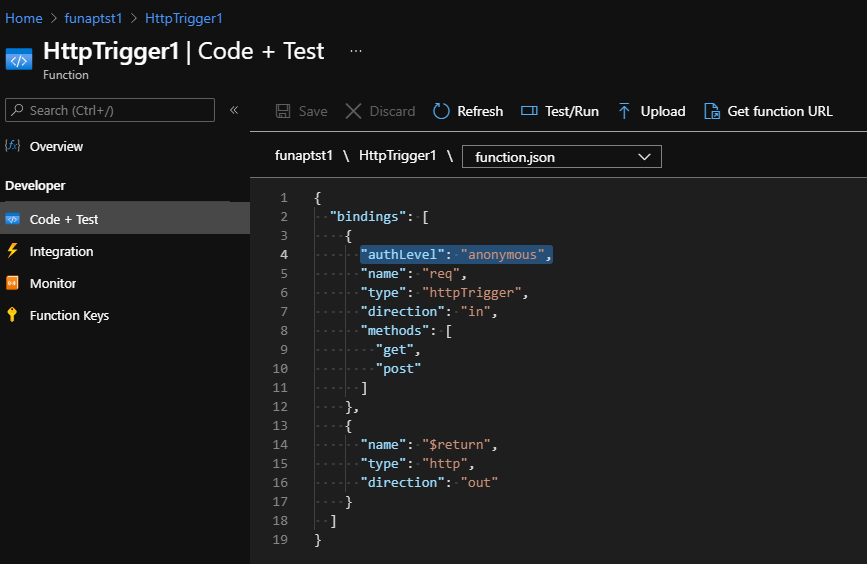 Home > funaptst1 > HttpTrigger1
HttpTrigger1 | Code + Test ...
Function
Search (Ctrl+/)
«
Overview
Developer
Code + Test
Integration
Monitor
Function Keys
Save Discard Refresh Test/Run Upload Get function URL
funaptst1 \ HttpTrigger1 \ function.json
1 {
2 "bindings": [
3 {
4 "authLevel": "anonymous",
5 "name": "req",
6 "type": "httpTrigger",
7 "direction": "in",
8 "methods": [
9 "get",
10 "post"
11 ]
12 },
13 {
14 "name": "$return",
15 "type": "http",
16 "direction": "out"
17 }
18 ]
19 }